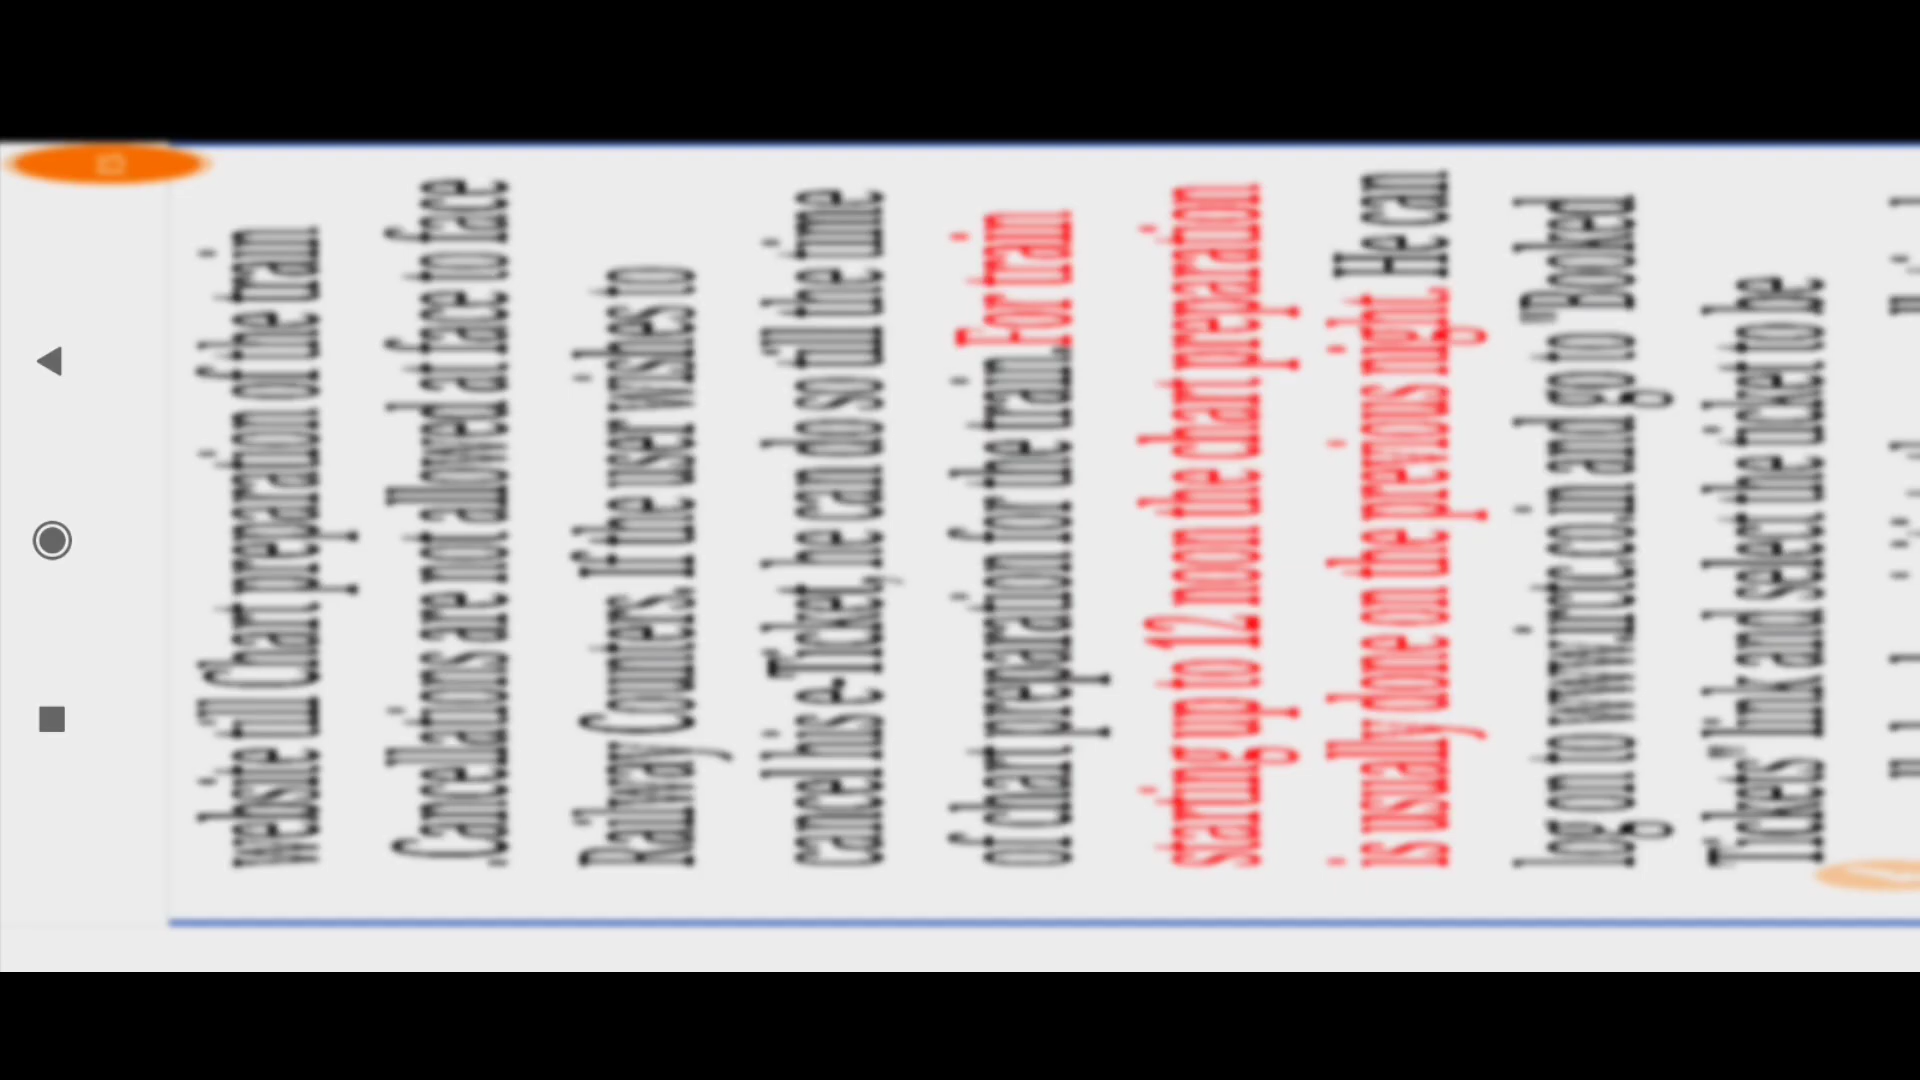 website till Chart preparation of the train
Cancellations are not allowed at face to face
Railway Counters. If the user wishes to
cancel his e-Ticket, he can do so till the time
of chart preparation for the train. For train
starting up to 12 noon the chart preparation
is usually done on the previous night. He can
log on to www.irctc.co.in and go to "Booked
Tickets" link and select the ticket to be